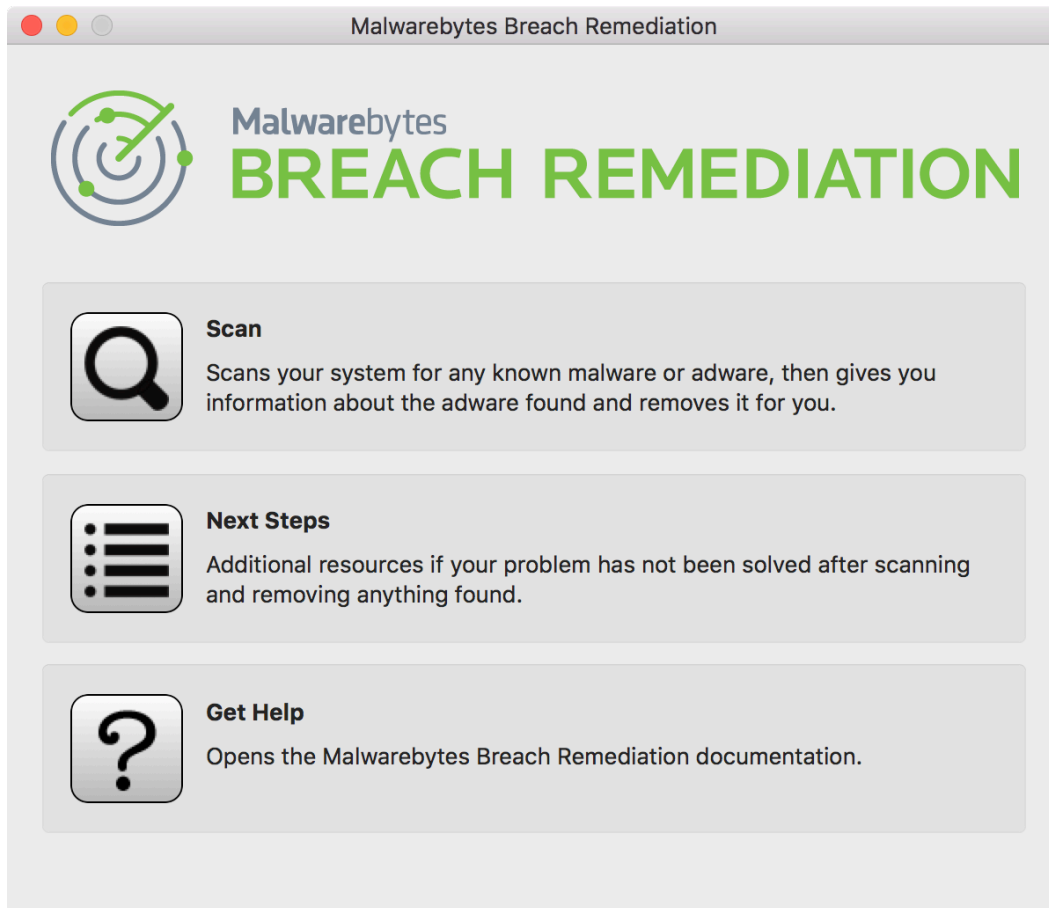 Malwarebytes Breach Remediation
Malwarebytes
BREACH REMEDIATION
Scan
Scans your system for any known malware or adware, then gives you
information about the adware found and removes it for you.
Next Steps
Additional resources if your problem has not been solved after scanning
and removing anything found.
Get Help
Opens the Malwarebytes Breach Remediation documentation.